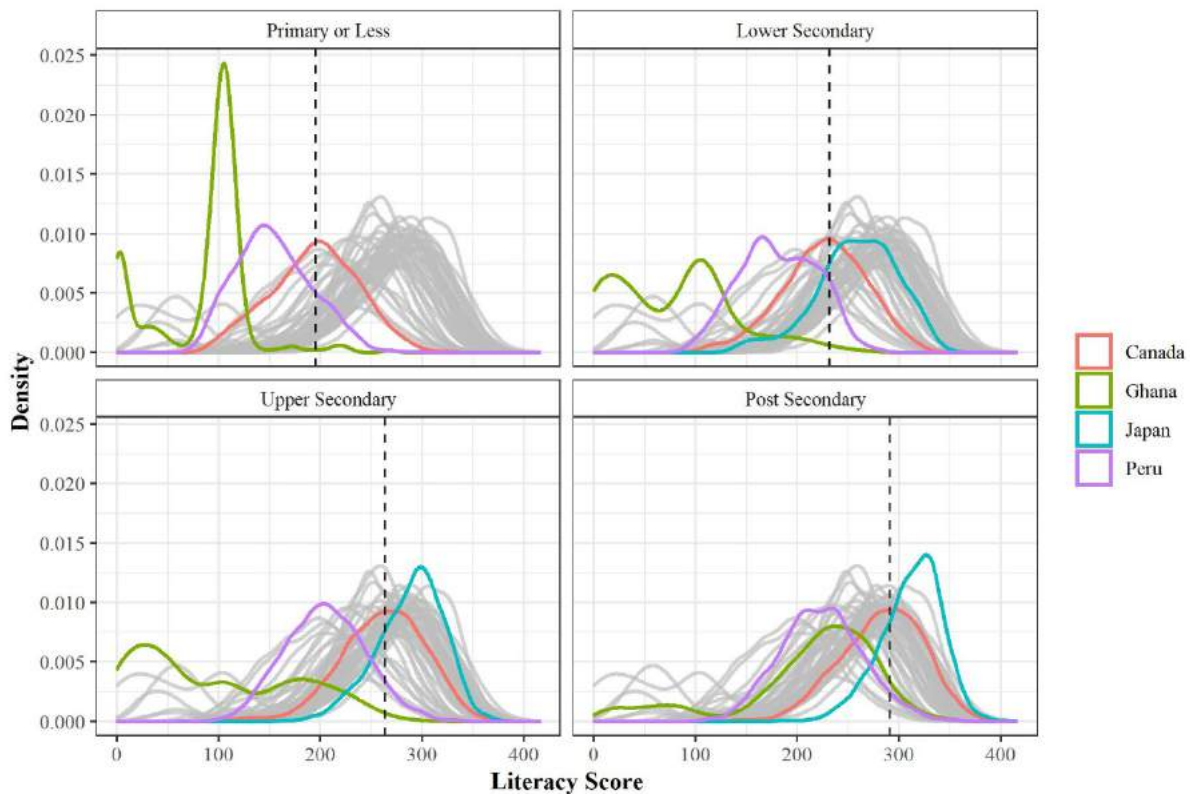 Primary or Less
Lower Secondary
0.025
0.020
0.015
0.010
0.005
0.000
Upper Secondary
Post Secondary
0.025
0.020
0.015
0.010
0.005
0.000
0 100 200 300 400
0 100 200 300 400
Density
Literacy Score
Canada
Ghana
Japan
Peru